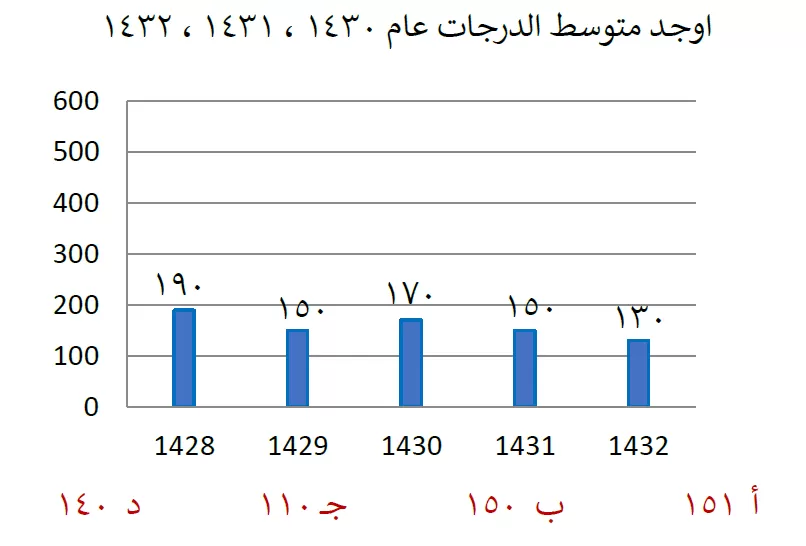 اوجد متوسط الدرجات عام ١٤٣٠ ، ١٤٣١ ، ١٤٣٢
600
500
400
300
200
100
0
١٩٠ ١٥٠ ١٧٠ ١٥٠ ١٣٠
1428 1429 1430 1431 1432
أ ١٥١ ب ١٥٠ جـ ١١٠ د ١٤٠